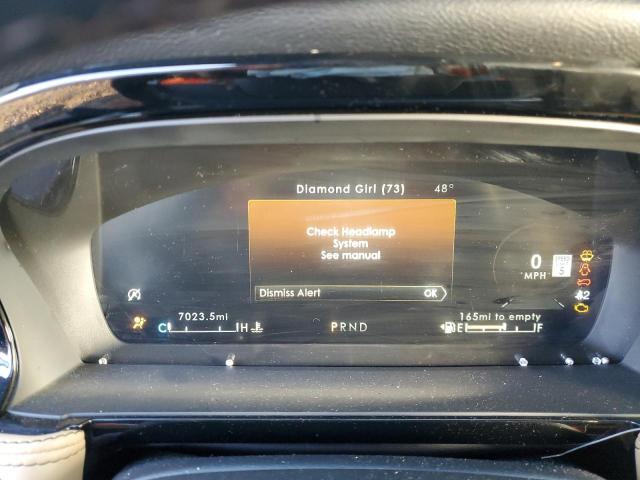 Diamond Girl (73) 48°
Check Headlamp
System
See manual
Dismiss Alert OK
0
MPH
7023.5mi
165mi to empty
C H
PRND
E F